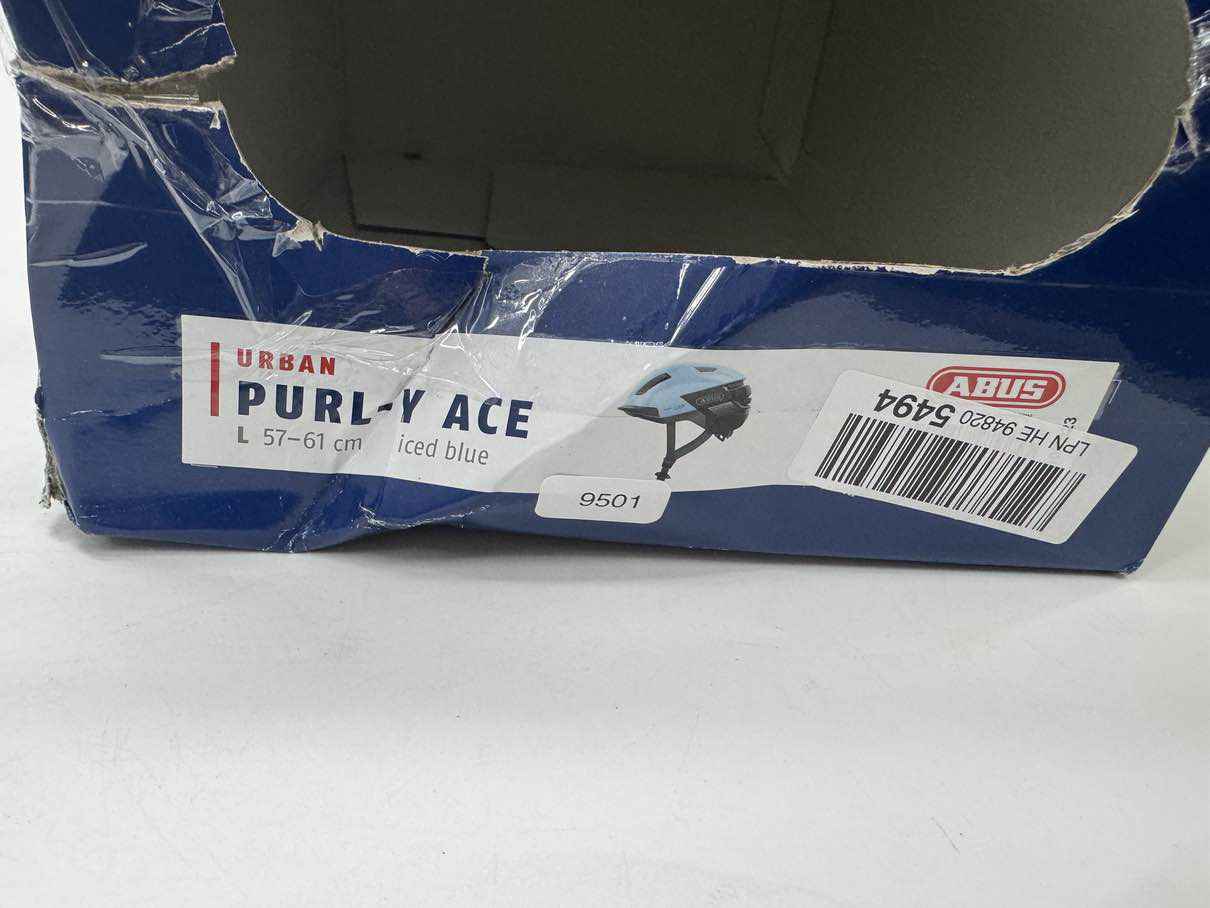 URBAN
PURL-Y ACE
L 57–61 cm iced blue
ABUS
9501
LPN HE 94820 5494